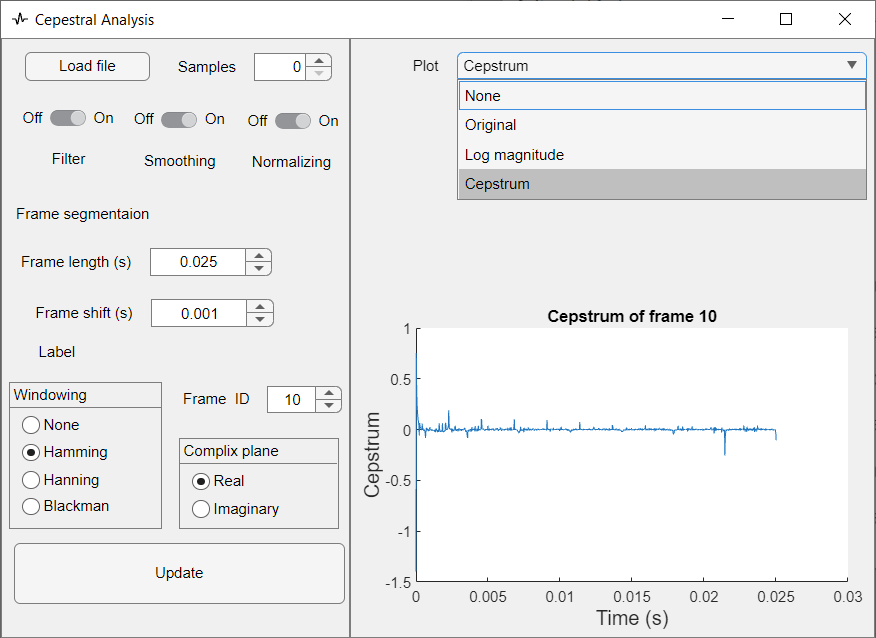 Cepestral Analysis
Load file
Samples
0
Off On
Off On
Off On
Filter
Smoothing
Normalizing
Frame segmentaion
Frame length (s)
0.025
Frame shift (s)
0.001
Label
Windowing
None
Hamming
Hanning
Blackman
Frame ID
10
Complix plane
Real
Imaginary
Update
Plot
Cepstrum
None
Original
Log magnitude
Cepstrum
Cepstrum of frame 10
1
0.5
0
-0.5
-1
-1.5
Cepstrum
0 0.005 0.01 0.015 0.02 0.025 0.03
Time (s)